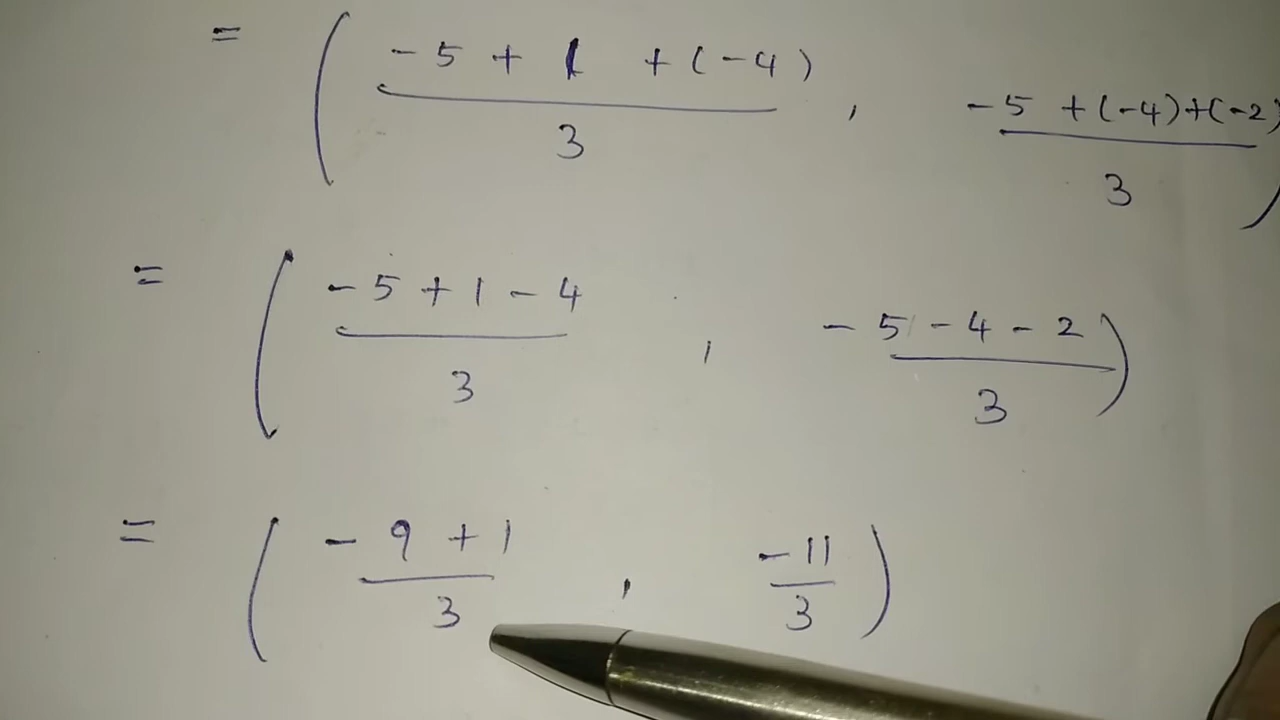 = ( -5 + 1 + (-4) / 3 , -5 + (-4) + (-2) / 3 )
= ( -5 + 1 - 4 / 3 , -5 - 4 - 2 / 3 )
= ( -9 + 1 / 3 , -11 / 3 )